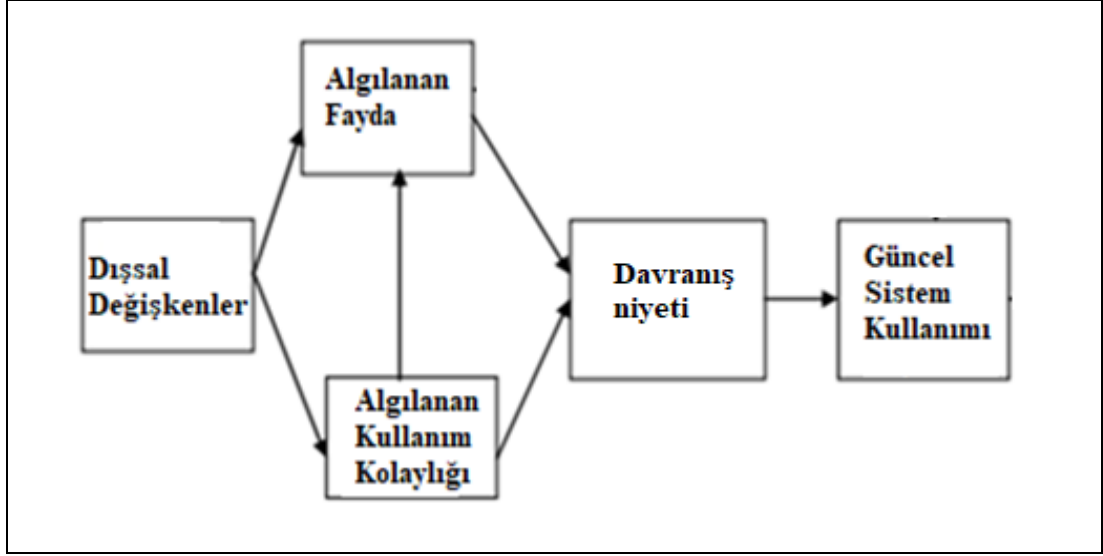 Algılanan
Fayda
Dışsal
Değişkenler
Algılanan
Kullanım
Kolaylığı
Davranış
niyeti
Güncel
Sistem
Kullanımı